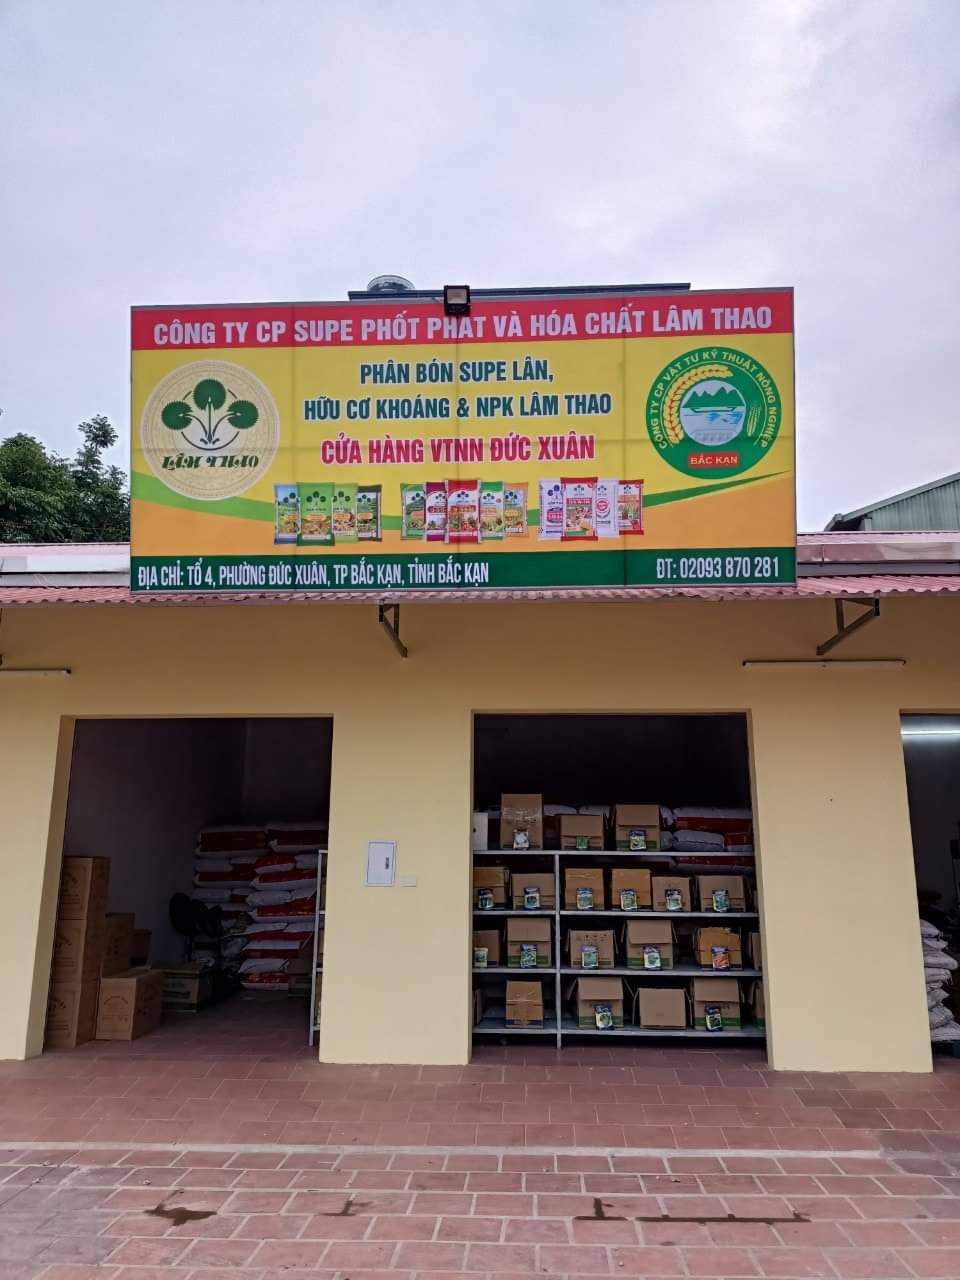 CÔNG TY CP SUPE PHỐT PHÁT VÀ HÓA CHẤT LÂM THAO
PHÂN BÓN SUPE LÂN,
HỮU CƠ KHOÁNG & NPK LÂM THAO
CỬA HÀNG VTNN ĐỨC XUÂN
LÂM THAO
CÔNG TY CP VẬT TƯ KỸ THUẬT NÔNG NGHIỆP
BẮC KẠN
ĐỊA CHỈ: TỔ 4, PHƯỜNG ĐỨC XUÂN, TP BẮC KẠN, TỈNH BẮC KẠN
ĐT: 02093 870 281